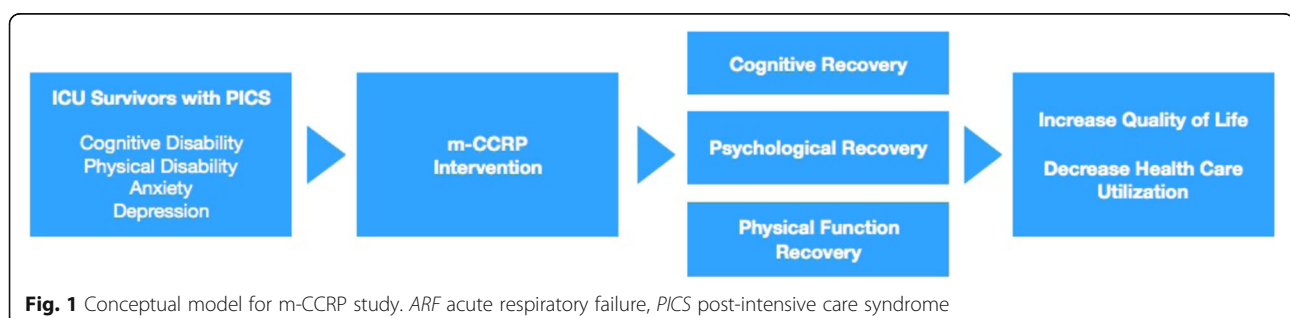 ICU Survivors with PICS
Cognitive Disability
Physical Disability
Anxiety
Depression
m-CCRP
Intervention
Cognitive Recovery
Psychological Recovery
Physical Function
Recovery
Increase Quality of Life
Decrease Health Care
Utilization
Fig. 1 Conceptual model for m-CCRP study. ARF acute respiratory failure, PICS post-intensive care syndrome